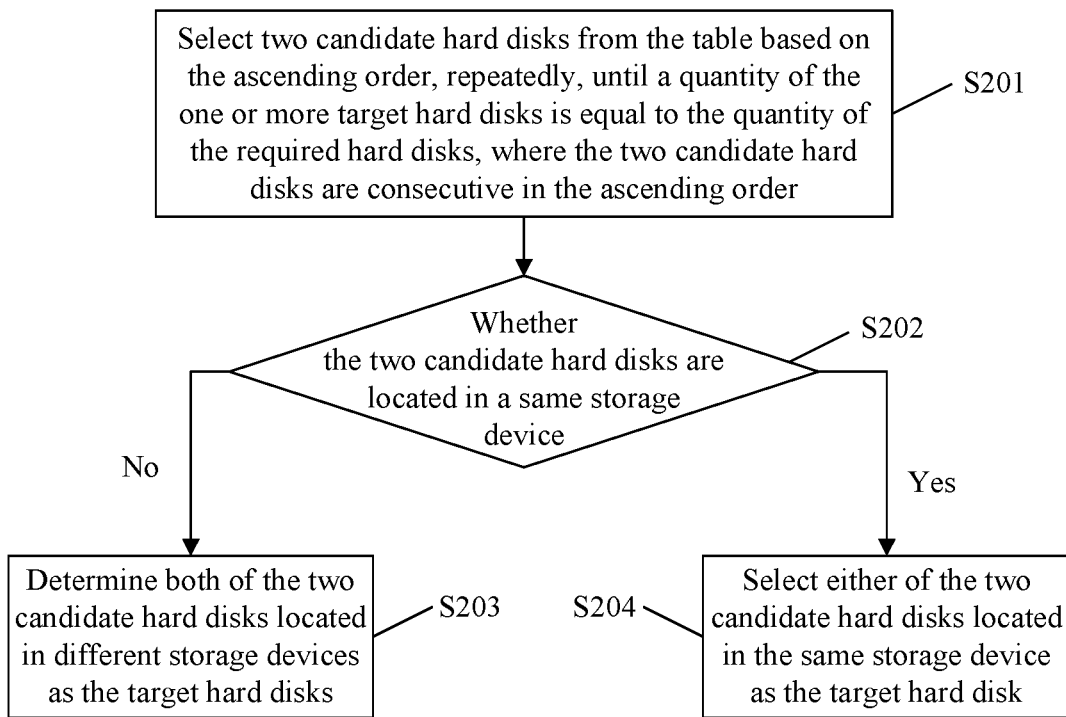 Select two candidate hard disks from the table based on
the ascending order, repeatedly, until a quantity of the
one or more target hard disks is equal to the quantity of
the required hard disks, where the two candidate hard
disks are consecutive in the ascending order
S201
Whether
the two candidate hard disks are
located in a same storage
device
S202
No
Yes
Determine both of the two
candidate hard disks located
in different storage devices
as the target hard disks
S203
S204
Select either of the two
candidate hard disks located
in the same storage device
as the target hard disk